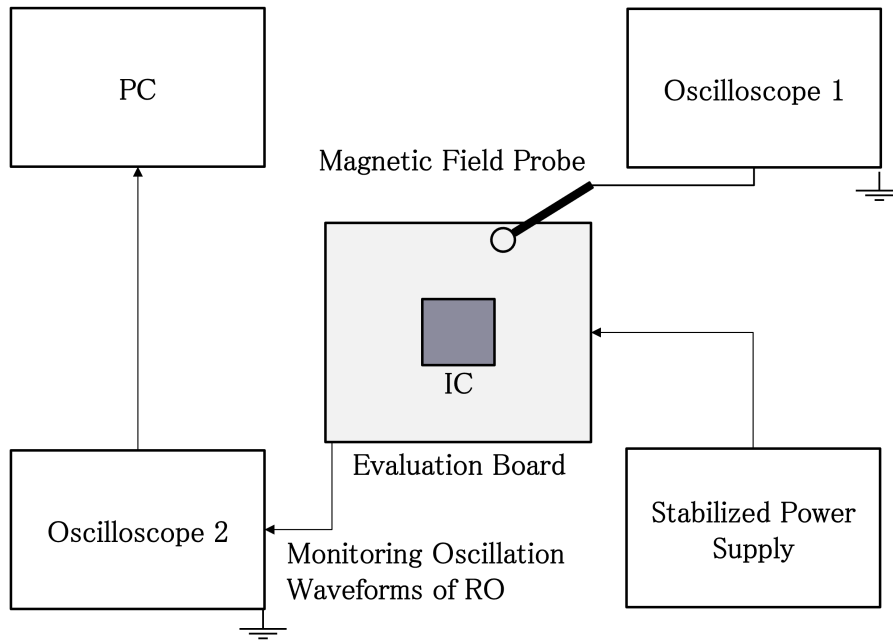 PC
Oscilloscope 1
Magnetic Field Probe
IC
Evaluation Board
Oscilloscope 2
Monitoring Oscillation
Waveforms of RO
Stabilized Power
Supply